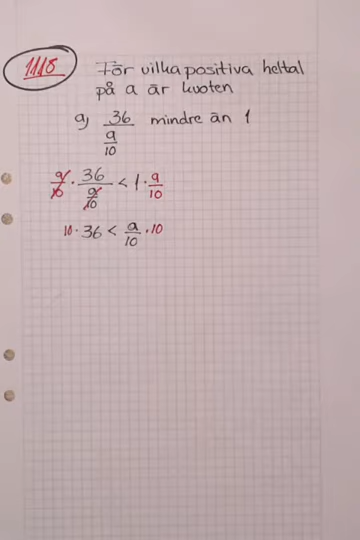 1118 För vilka positiva heltal
på a är kvoten
a) 36/(a/10) mindre än 1
a/10 · 36/(a/10) < 1 · a/10
10 · 36 < a/10 · 10